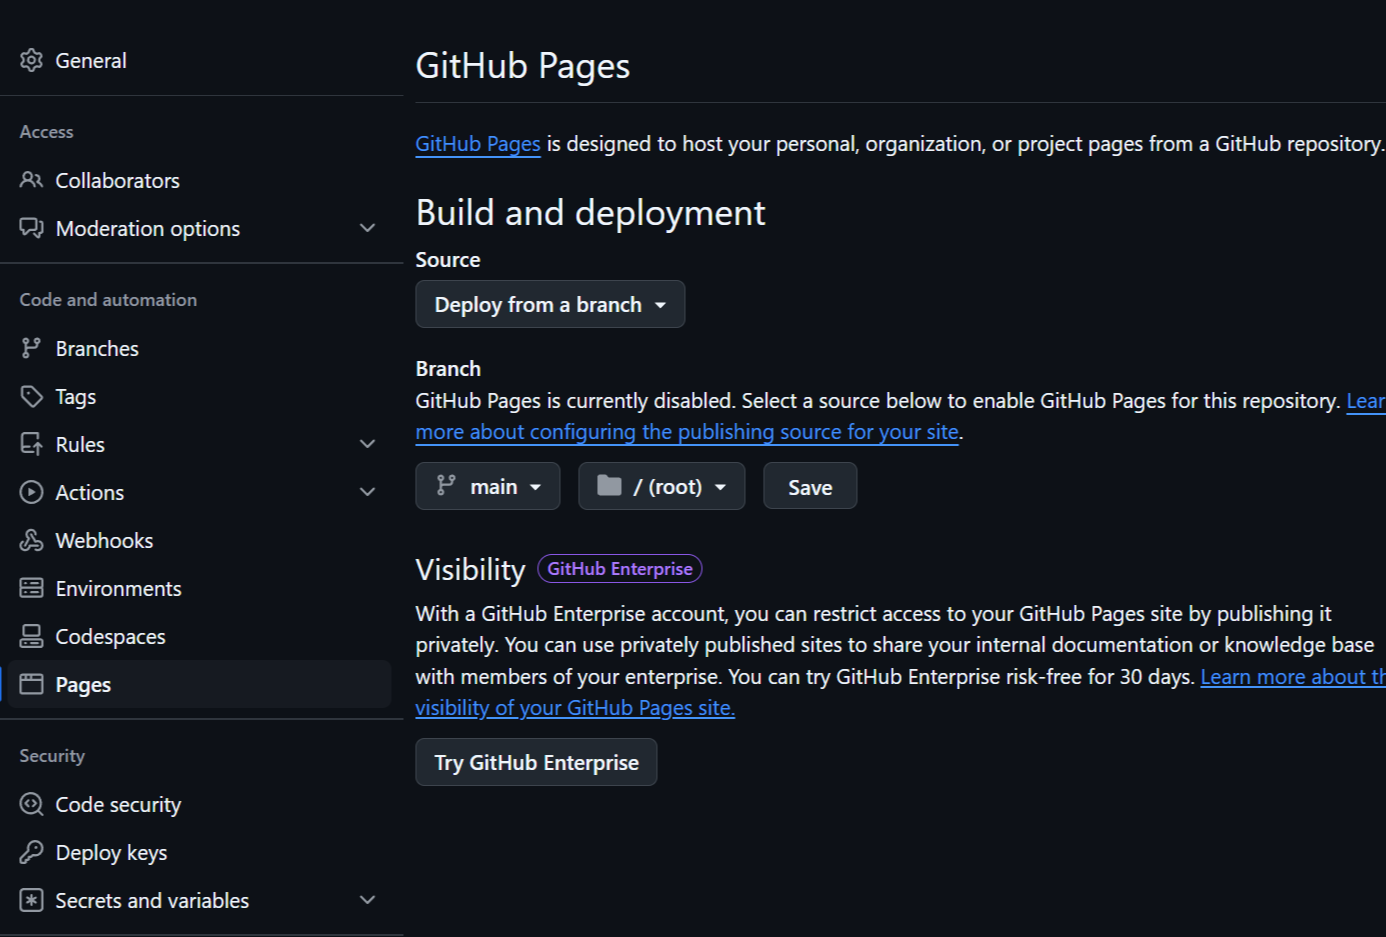 General
Access
Collaborators
Moderation options
Code and automation
Branches
Tags
Rules
Actions
Webhooks
Environments
Codespaces
Pages
Security
Code security
Deploy keys
Secrets and variables
GitHub Pages
GitHub Pages is designed to host your personal, organization, or project pages from a GitHub repository.
Build and deployment
Source
Deploy from a branch
Branch
GitHub Pages is currently disabled. Select a source below to enable GitHub Pages for this repository. Lear
more about configuring the publishing source for your site.
main
/ (root)
Save
Visibility GitHub Enterprise
With a GitHub Enterprise account, you can restrict access to your GitHub Pages site by publishing it
privately. You can use privately published sites to share your internal documentation or knowledge base
with members of your enterprise. You can try GitHub Enterprise risk-free for 30 days. Learn more about th
visibility of your GitHub Pages site.
Try GitHub Enterprise